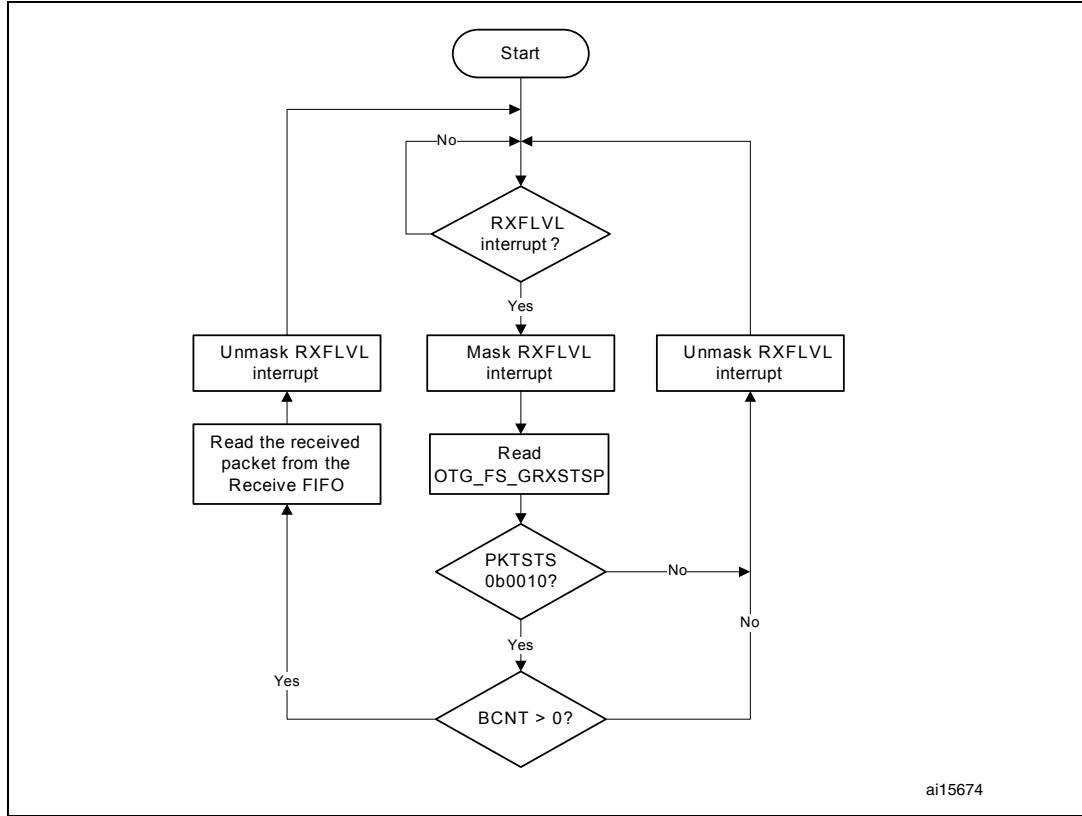 Start
No
RXFLVL
interrupt ?
Yes
Unmask RXFLVL
interrupt
Mask RXFLVL
interrupt
Unmask RXFLVL
interrupt
Read the received
packet from the
Receive FIFO
Read
OTG_FS_GRXSTSP
PKTSTS
0b0010?
No
No
Yes
Yes
BCNT > 0?
ai15674